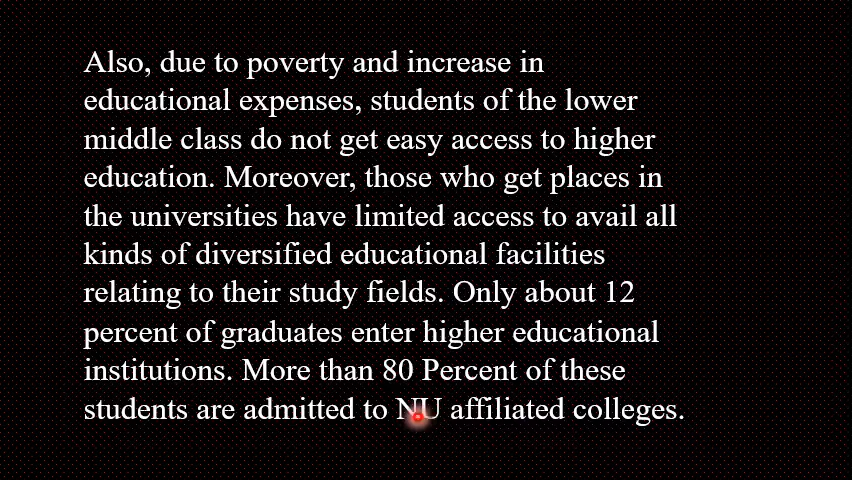 Also, due to poverty and increase in
educational expenses, students of the lower
middle class do not get easy access to higher
education. Moreover, those who get places in
the universities have limited access to avail all
kinds of diversified educational facilities
relating to their study fields. Only about 12
percent of graduates enter higher educational
institutions. More than 80 Percent of these
students are admitted to NU affiliated colleges.